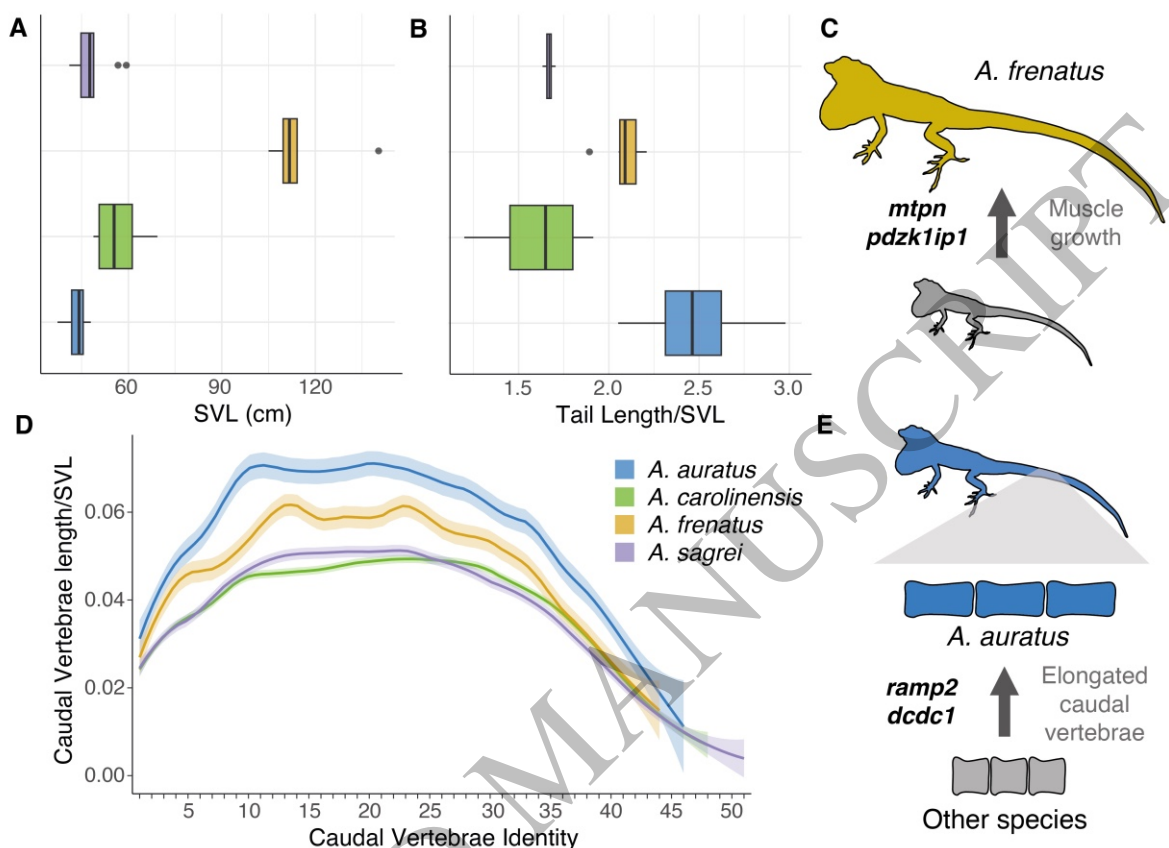 A
60
120
SVL (cm)
B
1.5
2.0
2.5
3.0
Tail Length/SVL
C
A. frenatus
mtpn
pdzk1ip1
Muscle
growth
D
Caudal Vertebrae length/SVL
0.06
0.04
0.02
0.00
A. auratus
A. carolinensis
A. frenatus
A. sagrei
5
10
15
20
25
30
35
40
45
51
Caudal Vertebrae Identity
E
A. auratus
ramp2
dcdc1
Elongated
caudal
vertebrae
Other species
MANUSCRIPT